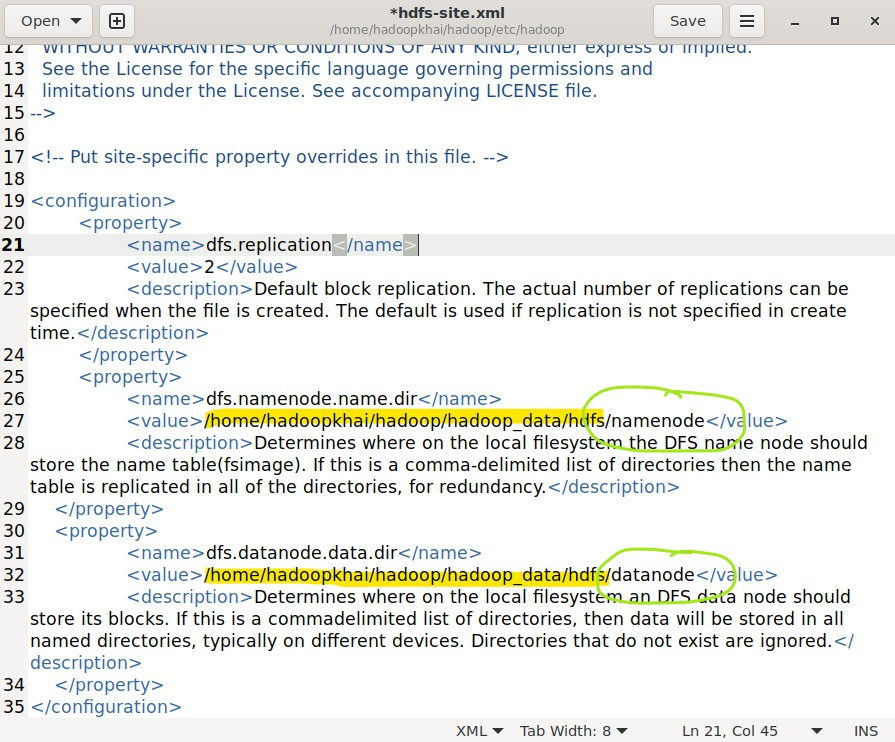 Open
*hdfs-site.xml
/home/hadoopkhai/hadoop/etc/hadoop
Save
12 WITHOUT WARRANTIES OR CONDITIONS OF ANY KIND, either express or implied.
13 See the License for the specific language governing permissions and
14 limitations under the License. See accompanying LICENSE file.
15 -->
16
17 <!-- Put site-specific property overrides in this file. -->
18
19 <configuration>
20 <property>
21 <name>dfs.replication</name>
22 <value>2</value>
23 <description>Default block replication. The actual number of replications can be
specified when the file is created. The default is used if replication is not specified in create
time.</description>
24 </property>
25 <property>
26 <name>dfs.namenode.name.dir</name>
27 <value>/home/hadoopkhai/hadoop/hadoop_data/hdfs/namenode</value>
28 <description>Determines where on the local filesystem the DFS name node should
store the name table(fsimage). If this is a comma-delimited list of directories then the name
table is replicated in all of the directories, for redundancy.</description>
29 </property>
30 <property>
31 <name>dfs.datanode.data.dir</name>
32 <value>/home/hadoopkhai/hadoop/hadoop_data/hdfs/datanode</value>
33 <description>Determines where on the local filesystem an DFS data node should
store its blocks. If this is a commadelimited list of directories, then data will be stored in all
named directories, typically on different devices. Directories that do not exist are ignored.</
description>
34 </property>
35 </configuration>
XML Tab Width: 8 Ln 21, Col 45 INS